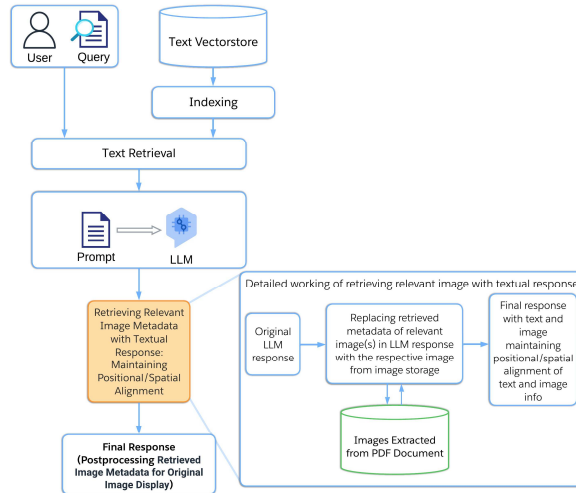 User
Query
Text Vectorstore
Indexing
Text Retrieval
Prompt
LLM
Retrieving Relevant
Image Metadata
with Textual
Response:
Maintaining
Positional/Spatial
Alignment
Final Response
(Postprocessing Retrieved
Image Metadata for Original
Image Display)
Detailed working of retrieving relevant image with textual response
Original
LLM
response
Replacing retrieved
metadata of relevant
image(s) in LLM response
with the respective image
from image storage
Final response
with text and
image
maintaining
positional/spatial
alignment of
text and image
info
Images Extracted
from PDF Document